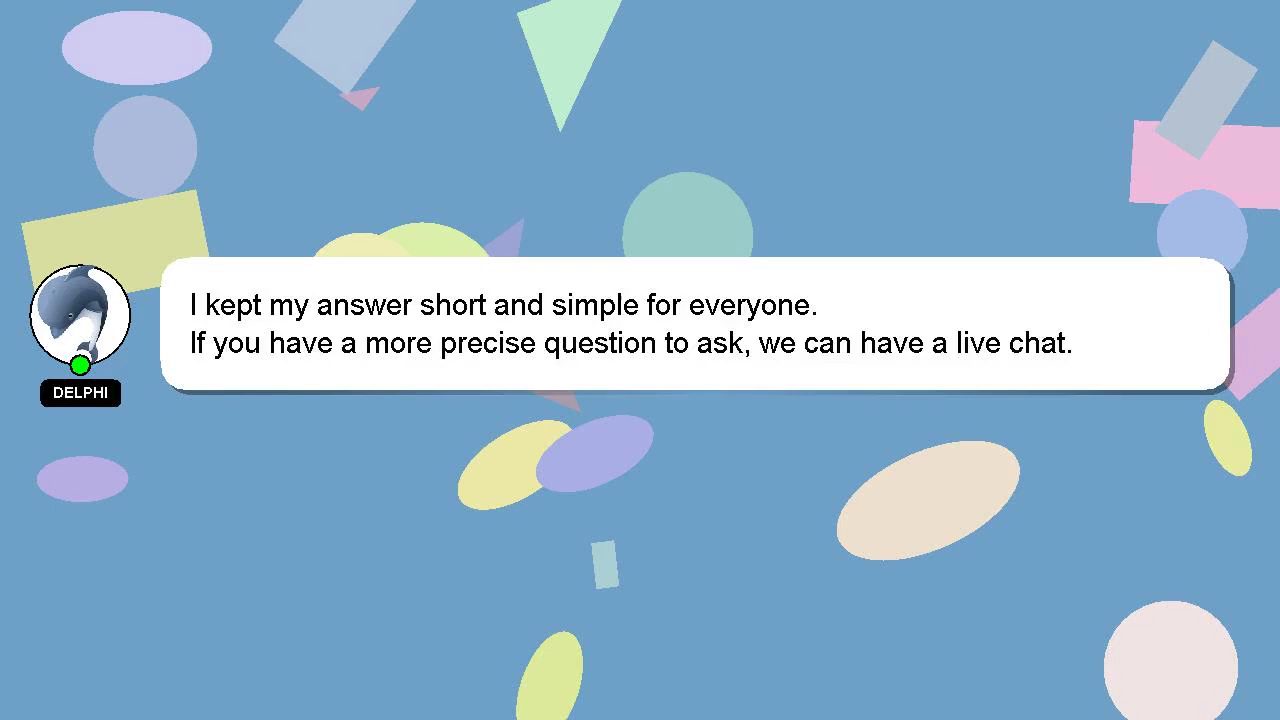 I kept my answer short and simple for everyone.
If you have a more precise question to ask, we can have a live chat.
DELPHI